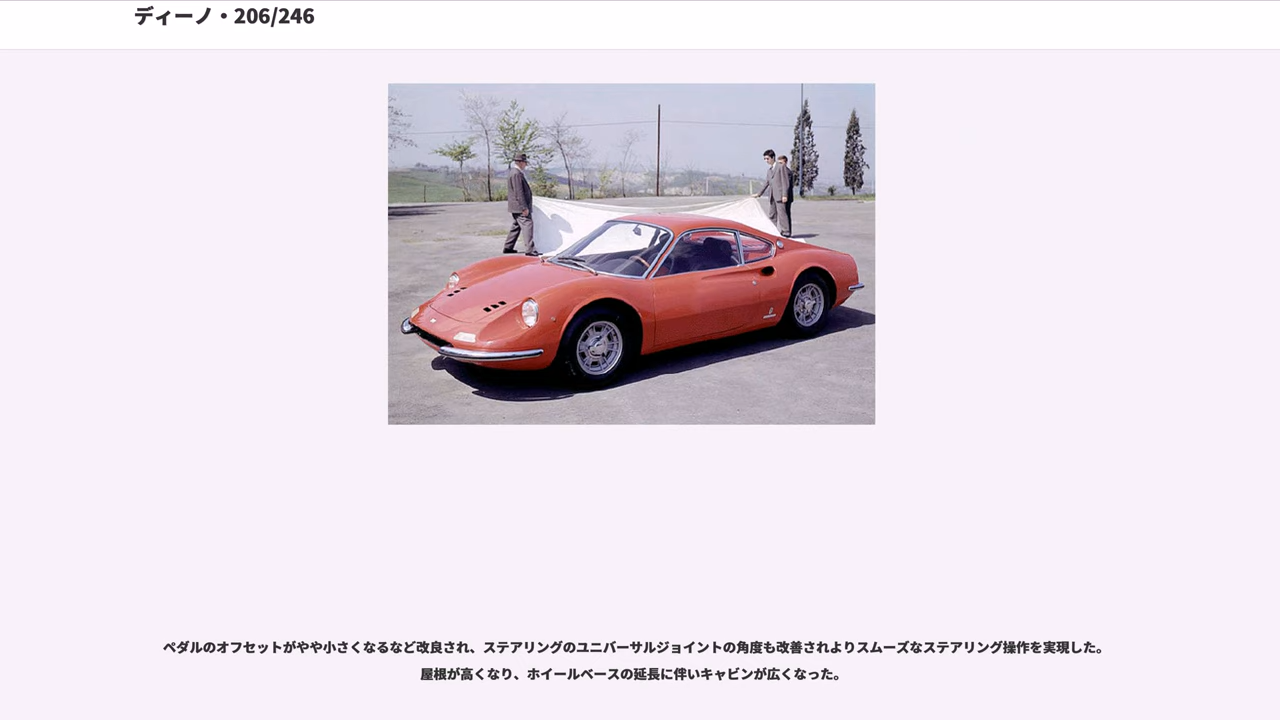 ディーノ・206/246
ペダルのオフセットがやや小さくなるなど改良され、ステアリングのユニバーサルジョイントの角度も改善されよりスムーズなステアリング操作を実現した。
屋根が高くなり、ホイールベースの延長に伴いキャビンが広くなった。